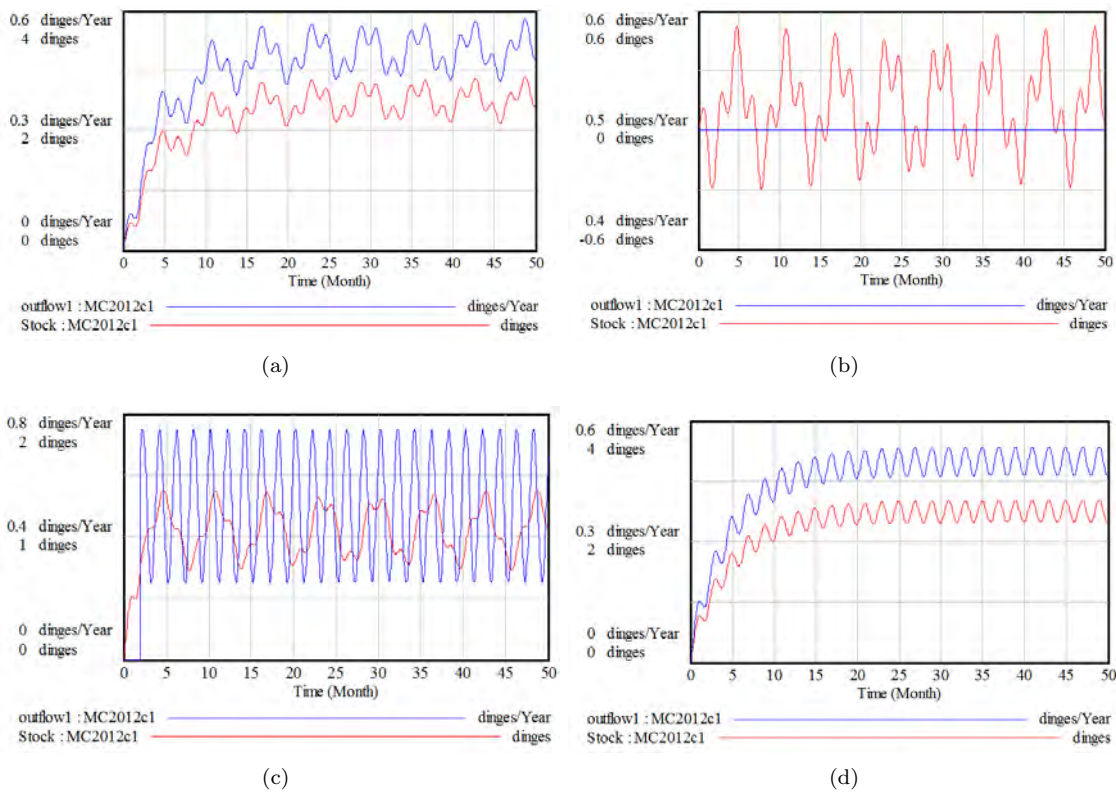 0.6 dinges/Year
4 dinges
0.3 dinges/Year
2 dinges
0 dinges/Year
0 dinges
0 5 10 15 20 25 30 35 40 45 50
Time (Month)
outflow1 : MC2012c1 dinges/Year
Stock : MC2012c1 dinges
(a)
0.6 dinges/Year
0.6 dinges
0.5 dinges/Year
0 dinges
0.4 dinges/Year
-0.6 dinges
0 5 10 15 20 25 30 35 40 45 50
Time (Month)
outflow1 : MC2012c1 dinges/Year
Stock : MC2012c1 dinges
(b)
0.8 dinges/Year
2 dinges
0.4 dinges/Year
1 dinges
0 dinges/Year
0 dinges
0 5 10 15 20 25 30 35 40 45 50
Time (Month)
outflow1 : MC2012c1 dinges/Year
Stock : MC2012c1 dinges
(c)
0.6 dinges/Year
4 dinges
0.3 dinges/Year
2 dinges
0 dinges/Year
0 dinges
0 5 10 15 20 25 30 35 40 45 50
Time (Month)
outflow1 : MC2012c1 dinges/Year
Stock : MC2012c1 dinges
(d)